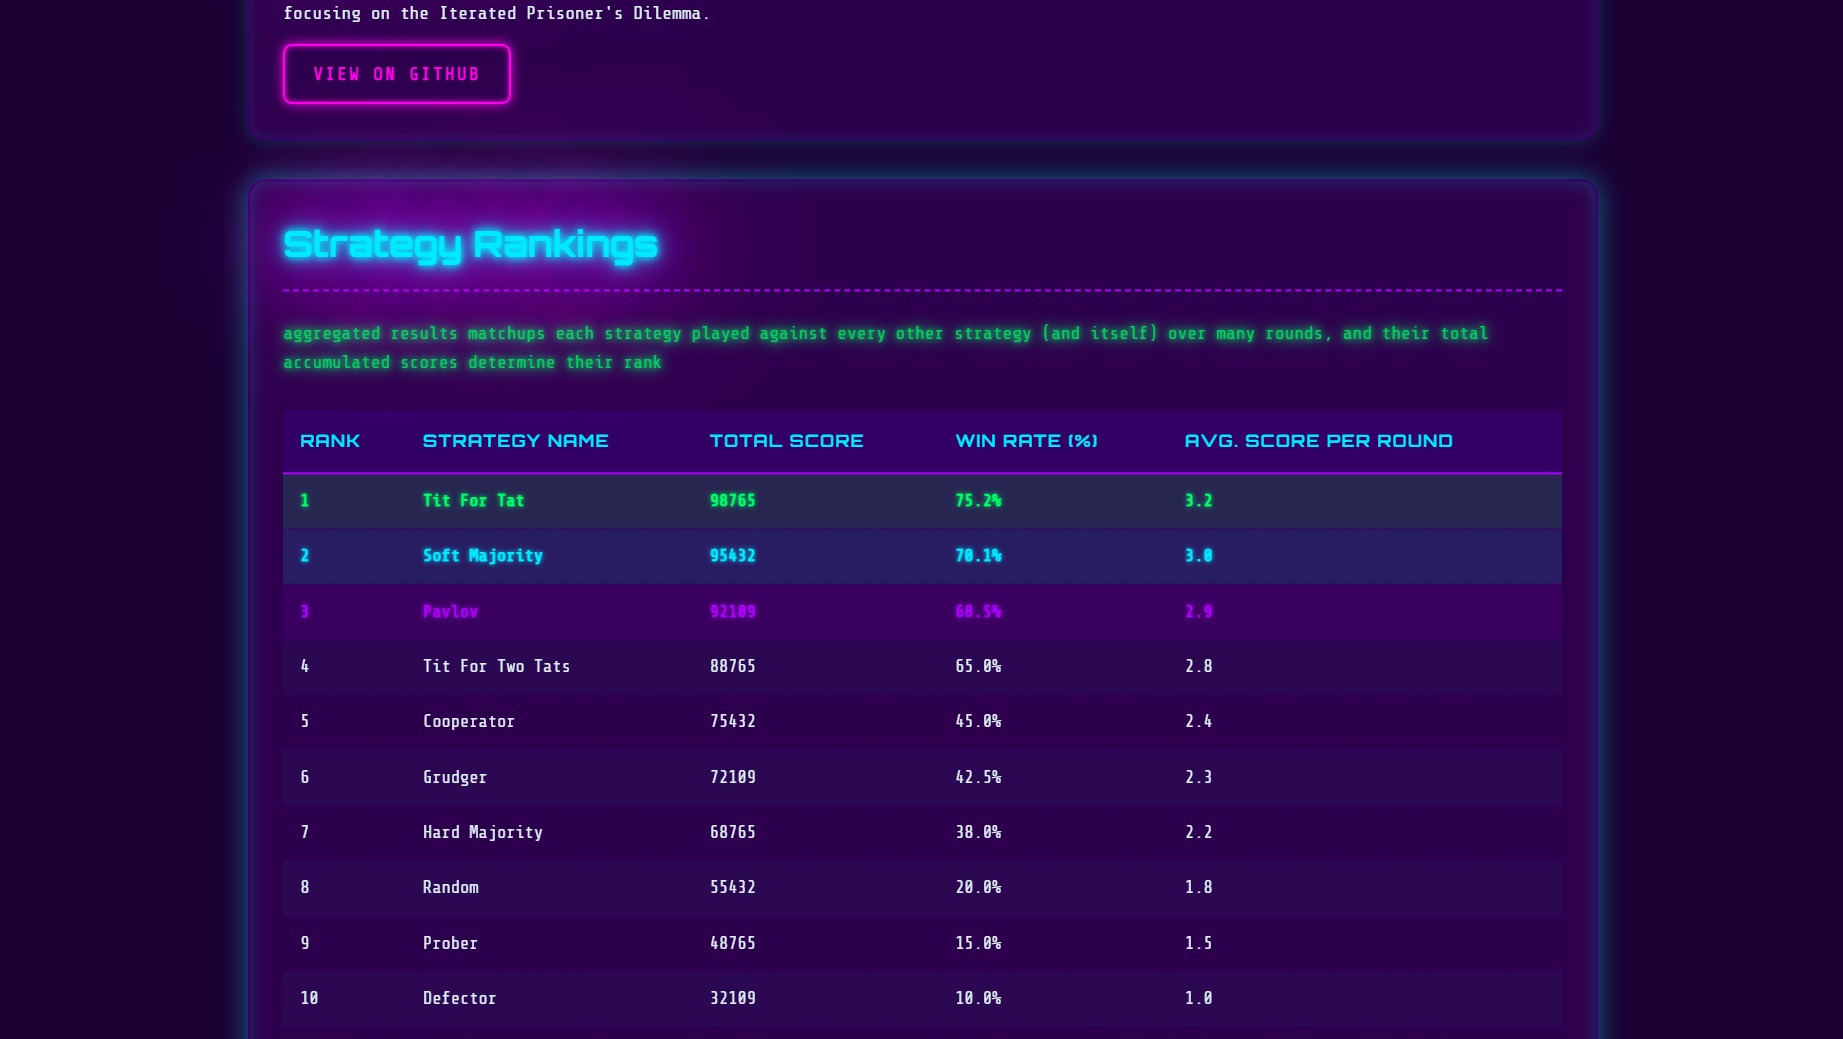 focusing on the Iterated Prisoner's Dilemma.
VIEW ON GITHUB
Strategy Rankings
aggregated results matchups each strategy played against every other strategy (and itself) over many rounds, and their total
accumulated scores determine their rank
RANK STRATEGY NAME TOTAL SCORE WIN RATE (%) AVG. SCORE PER ROUND
1 Tit For Tat 98765 75.2% 3.2
2 Soft Majority 95432 70.1% 3.0
3 Pavlov 92109 68.5% 2.9
4 Tit For Two Tats 88765 65.0% 2.8
5 Cooperator 75432 45.0% 2.4
6 Grudger 72109 42.5% 2.3
7 Hard Majority 68765 38.0% 2.2
8 Random 55432 20.0% 1.8
9 Prober 48765 15.0% 1.5
10 Defector 32109 10.0% 1.0